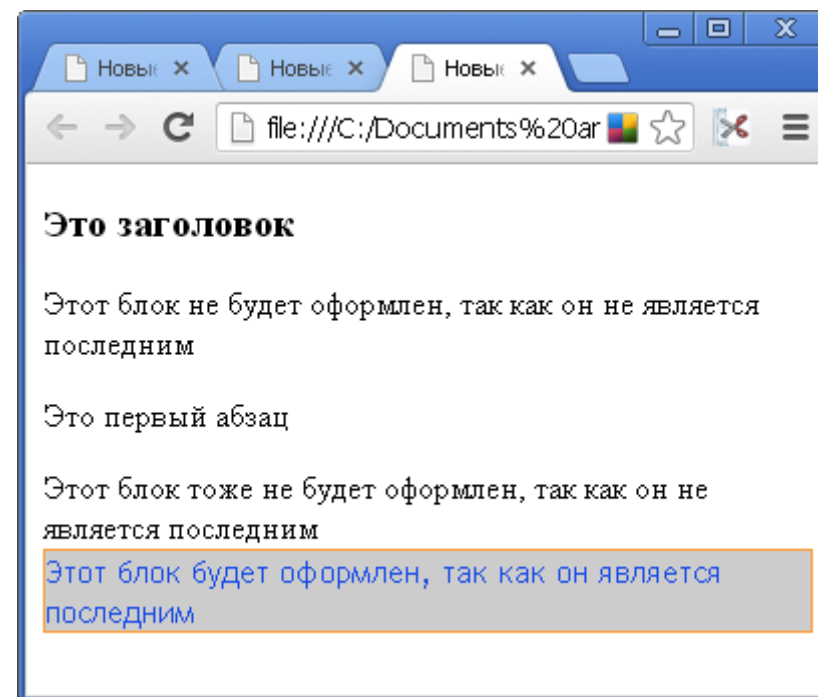 Новые Новые Новые
file:///C:/Documents%20ar
Это заголовок
Этот блок не будет оформлен, так как он не является
последним
Это первый абзац
Этот блок тоже не будет оформлен, так как он не
является последним
Этот блок будет оформлен, так как он является
последним